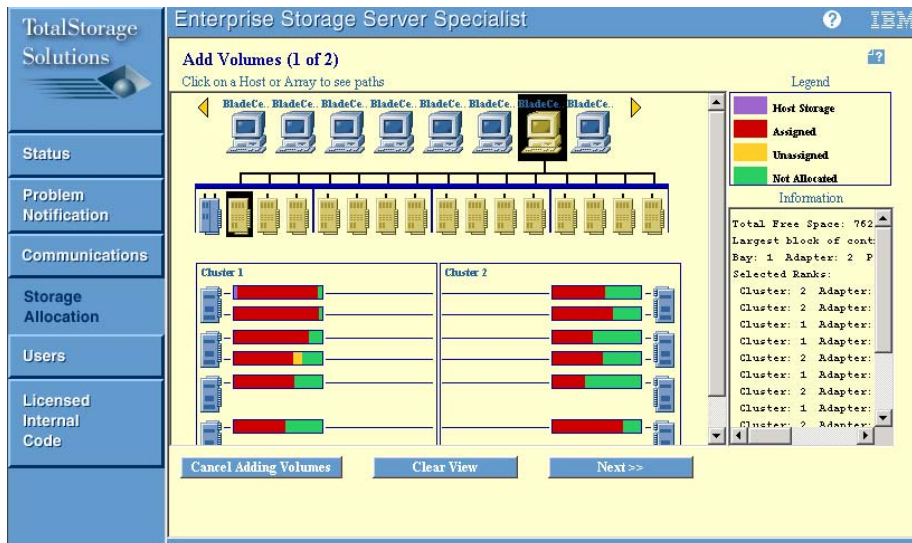 TotalStorage
Solutions
Status
Problem
Notification
Communications
Storage
Allocation
Users
Licensed
Internal
Code
Enterprise Storage Server Specialist
?
IBM
Add Volumes (1 of 2)
?
Click on a Host or Array to see paths
BladeCe.. BladeCe.. BladeCe.. BladeCe.. BladeCe.. BladeCe.. BladeCe.. BladeCe..
Cluster 1
Cluster 2
Cancel Adding Volumes
Clear View
Next>>
Legend
Host Storage
Assigned
Unassigned
Not Allocated
Information
Total Free Space: 762
Largest block of cont
Bay: 1 Adapter: 2 P
Selected Ranks:
Cluster: 2 Adapter:
Cluster: 2 Adapter:
Cluster: 1 Adapter:
Cluster: 2 Adapter:
Cluster: 1 Adapter:
Cluster: 2 Adapter:
Cluster: 1 Adapter:
Cluster: 2 Adapter: